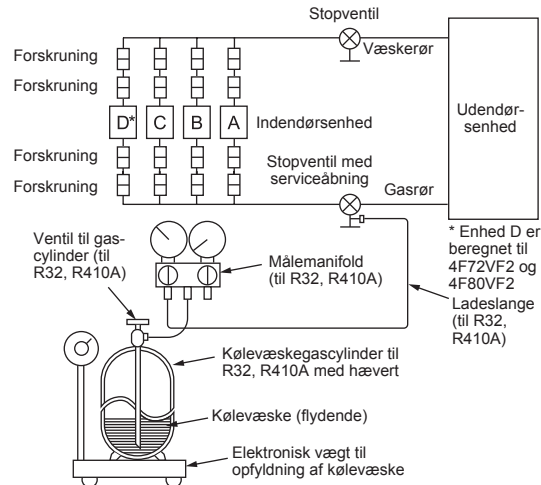 Stopventil
Væskerør
Forskruning
Forskruning
D* C B A
Indendørsenhed
Udendør-
senhed
Forskruning
Forskruning
Stopventil med
serviceåbning
Gasrør
* Enhed D er
beregnet til
4F72VF2 og
4F80VF2
Ventil til gas-
cylinder (til
R32, R410A)
Målemanifold
(til R32, R410A)
Ladeslange
(til R32,
R410A)
Kølevæskegascylinder til
R32, R410A med hævert
Kølevæske (flydende)
Elektronisk vægt til
opfyldning af kølevæske